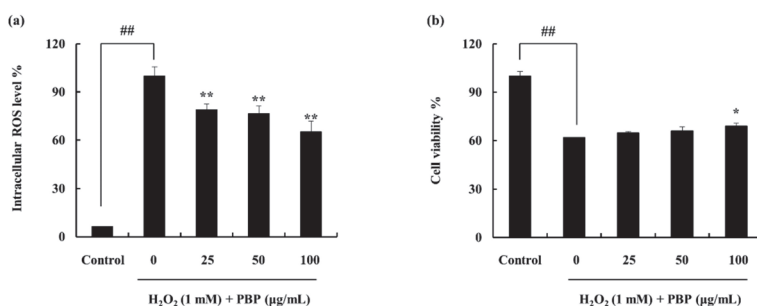 (a)
##
Intracellular ROS level %
120
90
60
30
0
**
**
**
Control 0 25 50 100
H₂O₂ (1 mM) + PBP (μg/mL)
(b)
##
Cell viability %
120
90
60
30
0
*
Control 0 25 50 100
H₂O₂ (1 mM) + PBP (μg/mL)